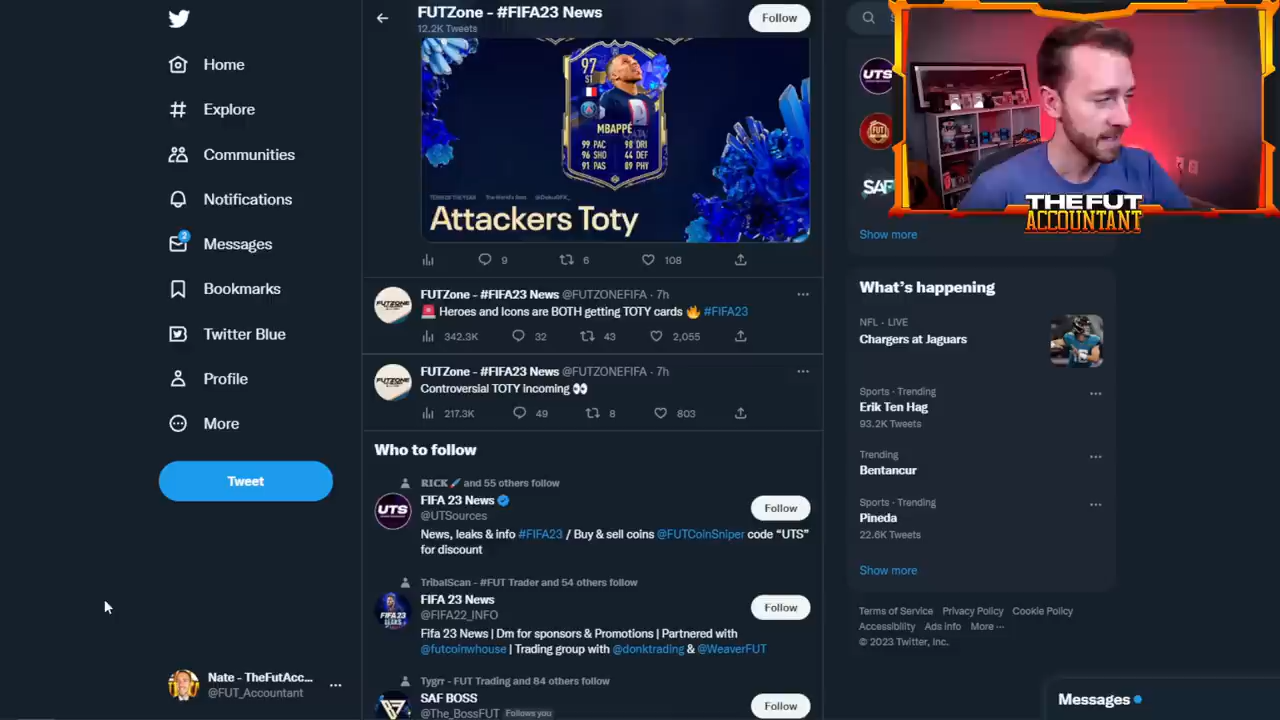 FUTZone - #FIFA23 News
12.2K Tweets
Follow
Home
Explore
Communities
Notifications
2
Messages
Bookmarks
Twitter Blue
Profile
More
Tweet
Nate - TheFutAcc...
@FUT_Accountant
97
ST
MBAPPÉ
99 PAC 98 DRI
96 SHO 44 DEF
91 PAS 89 PHY
Attackers Toty
9 6 108
FUTZone - #FIFA23 News @FUTZONEFIFA · 7h
🚨 Heroes and Icons are BOTH getting TOTY cards 🔥 #FIFA23
342.3K 32 43 2,055
FUTZone - #FIFA23 News @FUTZONEFIFA · 7h
Controversial TOTY incoming 👀
217.3K 49 8 803
Who to follow
RICK and 55 others follow
FIFA 23 News
@UTSources
Follow
UTS
News, leaks & info #FIFA23 / Buy & sell coins @FUTCoinSniper code “UTS”
for discount
TribalScan - #FUT Trader and 54 others follow
FIFA 23 News
@FIFA22_INFO
Follow
Fifa 23 News | Dm for sponsors & Promotions | Partnered with
@futcoinwhouse | Trading group with @donktrading & @WeaverFUT
Tygrr - FUT Trading and 84 others follow
SAF BOSS
@The_BossFUT Follows you
Follow
UTS
FUT
SAF
THE FUT
ACCOUNTANT
Show more
What's happening
NFL · LIVE
Chargers at Jaguars
Sports · Trending
Erik Ten Hag
93.2K Tweets
Trending
Bentancur
Sports · Trending
Pineda
22.6K Tweets
Show more
Terms of Service Privacy Policy Cookie Policy
Accessibility Ads info More ···
© 2023 Twitter, Inc.
Messages